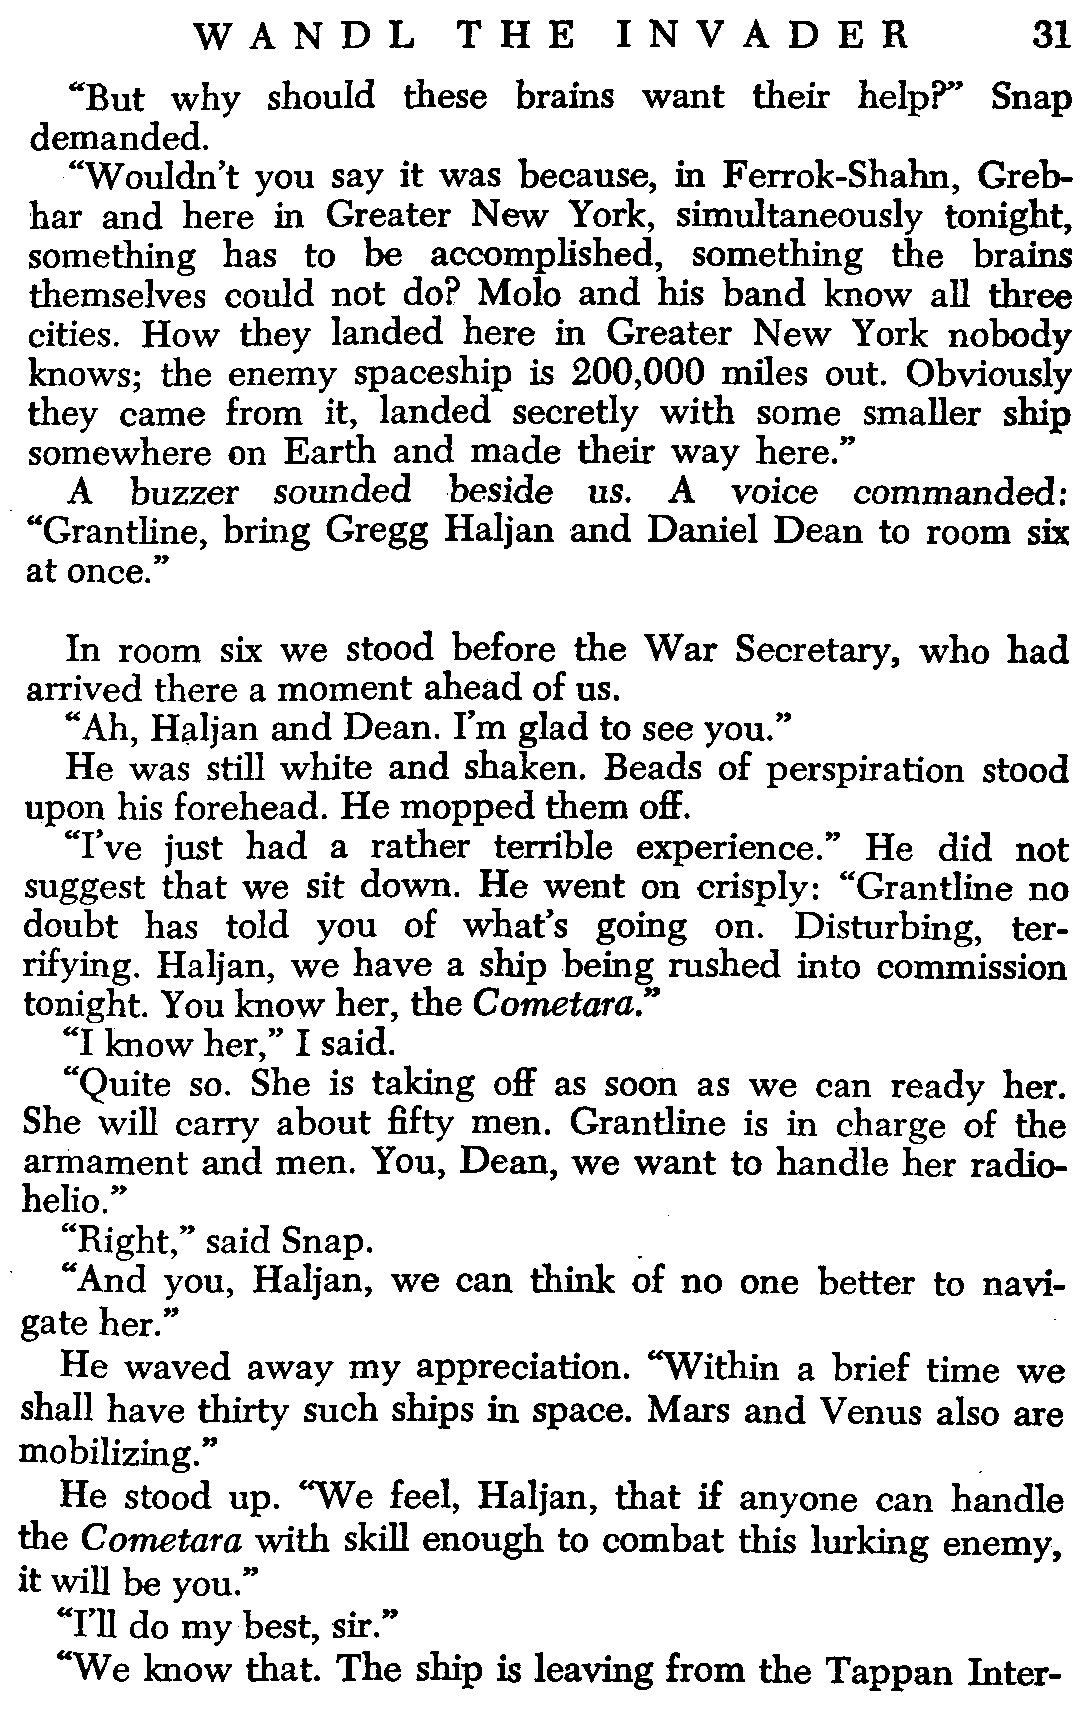 WANDL THE INVADER 31
“But why should these brains want their help?” Snap
demanded.
“Wouldn’t you say it was because, in Ferrok-Shahn, Greb-
har and here in Greater New York, simultaneously tonight,
something has to be accomplished, something the brains
themselves could not do? Molo and his band know all three
cities. How they landed here in Greater New York nobody
knows; the enemy spaceship is 200,000 miles out. Obviously
they came from it, landed secretly with some smaller ship
somewhere on Earth and made their way here.”
A buzzer sounded beside us. A voice commanded:
“Grantline, bring Gregg Haljan and Daniel Dean to room six
at once.”
In room six we stood before the War Secretary, who had
arrived there a moment ahead of us.
“Ah, Haljan and Dean. I’m glad to see you.”
He was still white and shaken. Beads of perspiration stood
upon his forehead. He mopped them off.
“I’ve just had a rather terrible experience.” He did not
suggest that we sit down. He went on crisply: “Grantline no
doubt has told you of what’s going on. Disturbing, ter-
rifying. Haljan, we have a ship being rushed into commission
tonight. You know her, the Cometara.”
“I know her,” I said.
“Quite so. She is taking off as soon as we can ready her.
She will carry about fifty men. Grantline is in charge of the
armament and men. You, Dean, we want to handle her radio-
helio.”
“Right,” said Snap.
“And you, Haljan, we can think of no one better to navi-
gate her.”
He waved away my appreciation. “Within a brief time we
shall have thirty such ships in space. Mars and Venus also are
mobilizing.”
He stood up. “We feel, Haljan, that if anyone can handle
the Cometara with skill enough to combat this lurking enemy,
it will be you.”
“I’ll do my best, sir.”
“We know that. The ship is leaving from the Tappan Inter-